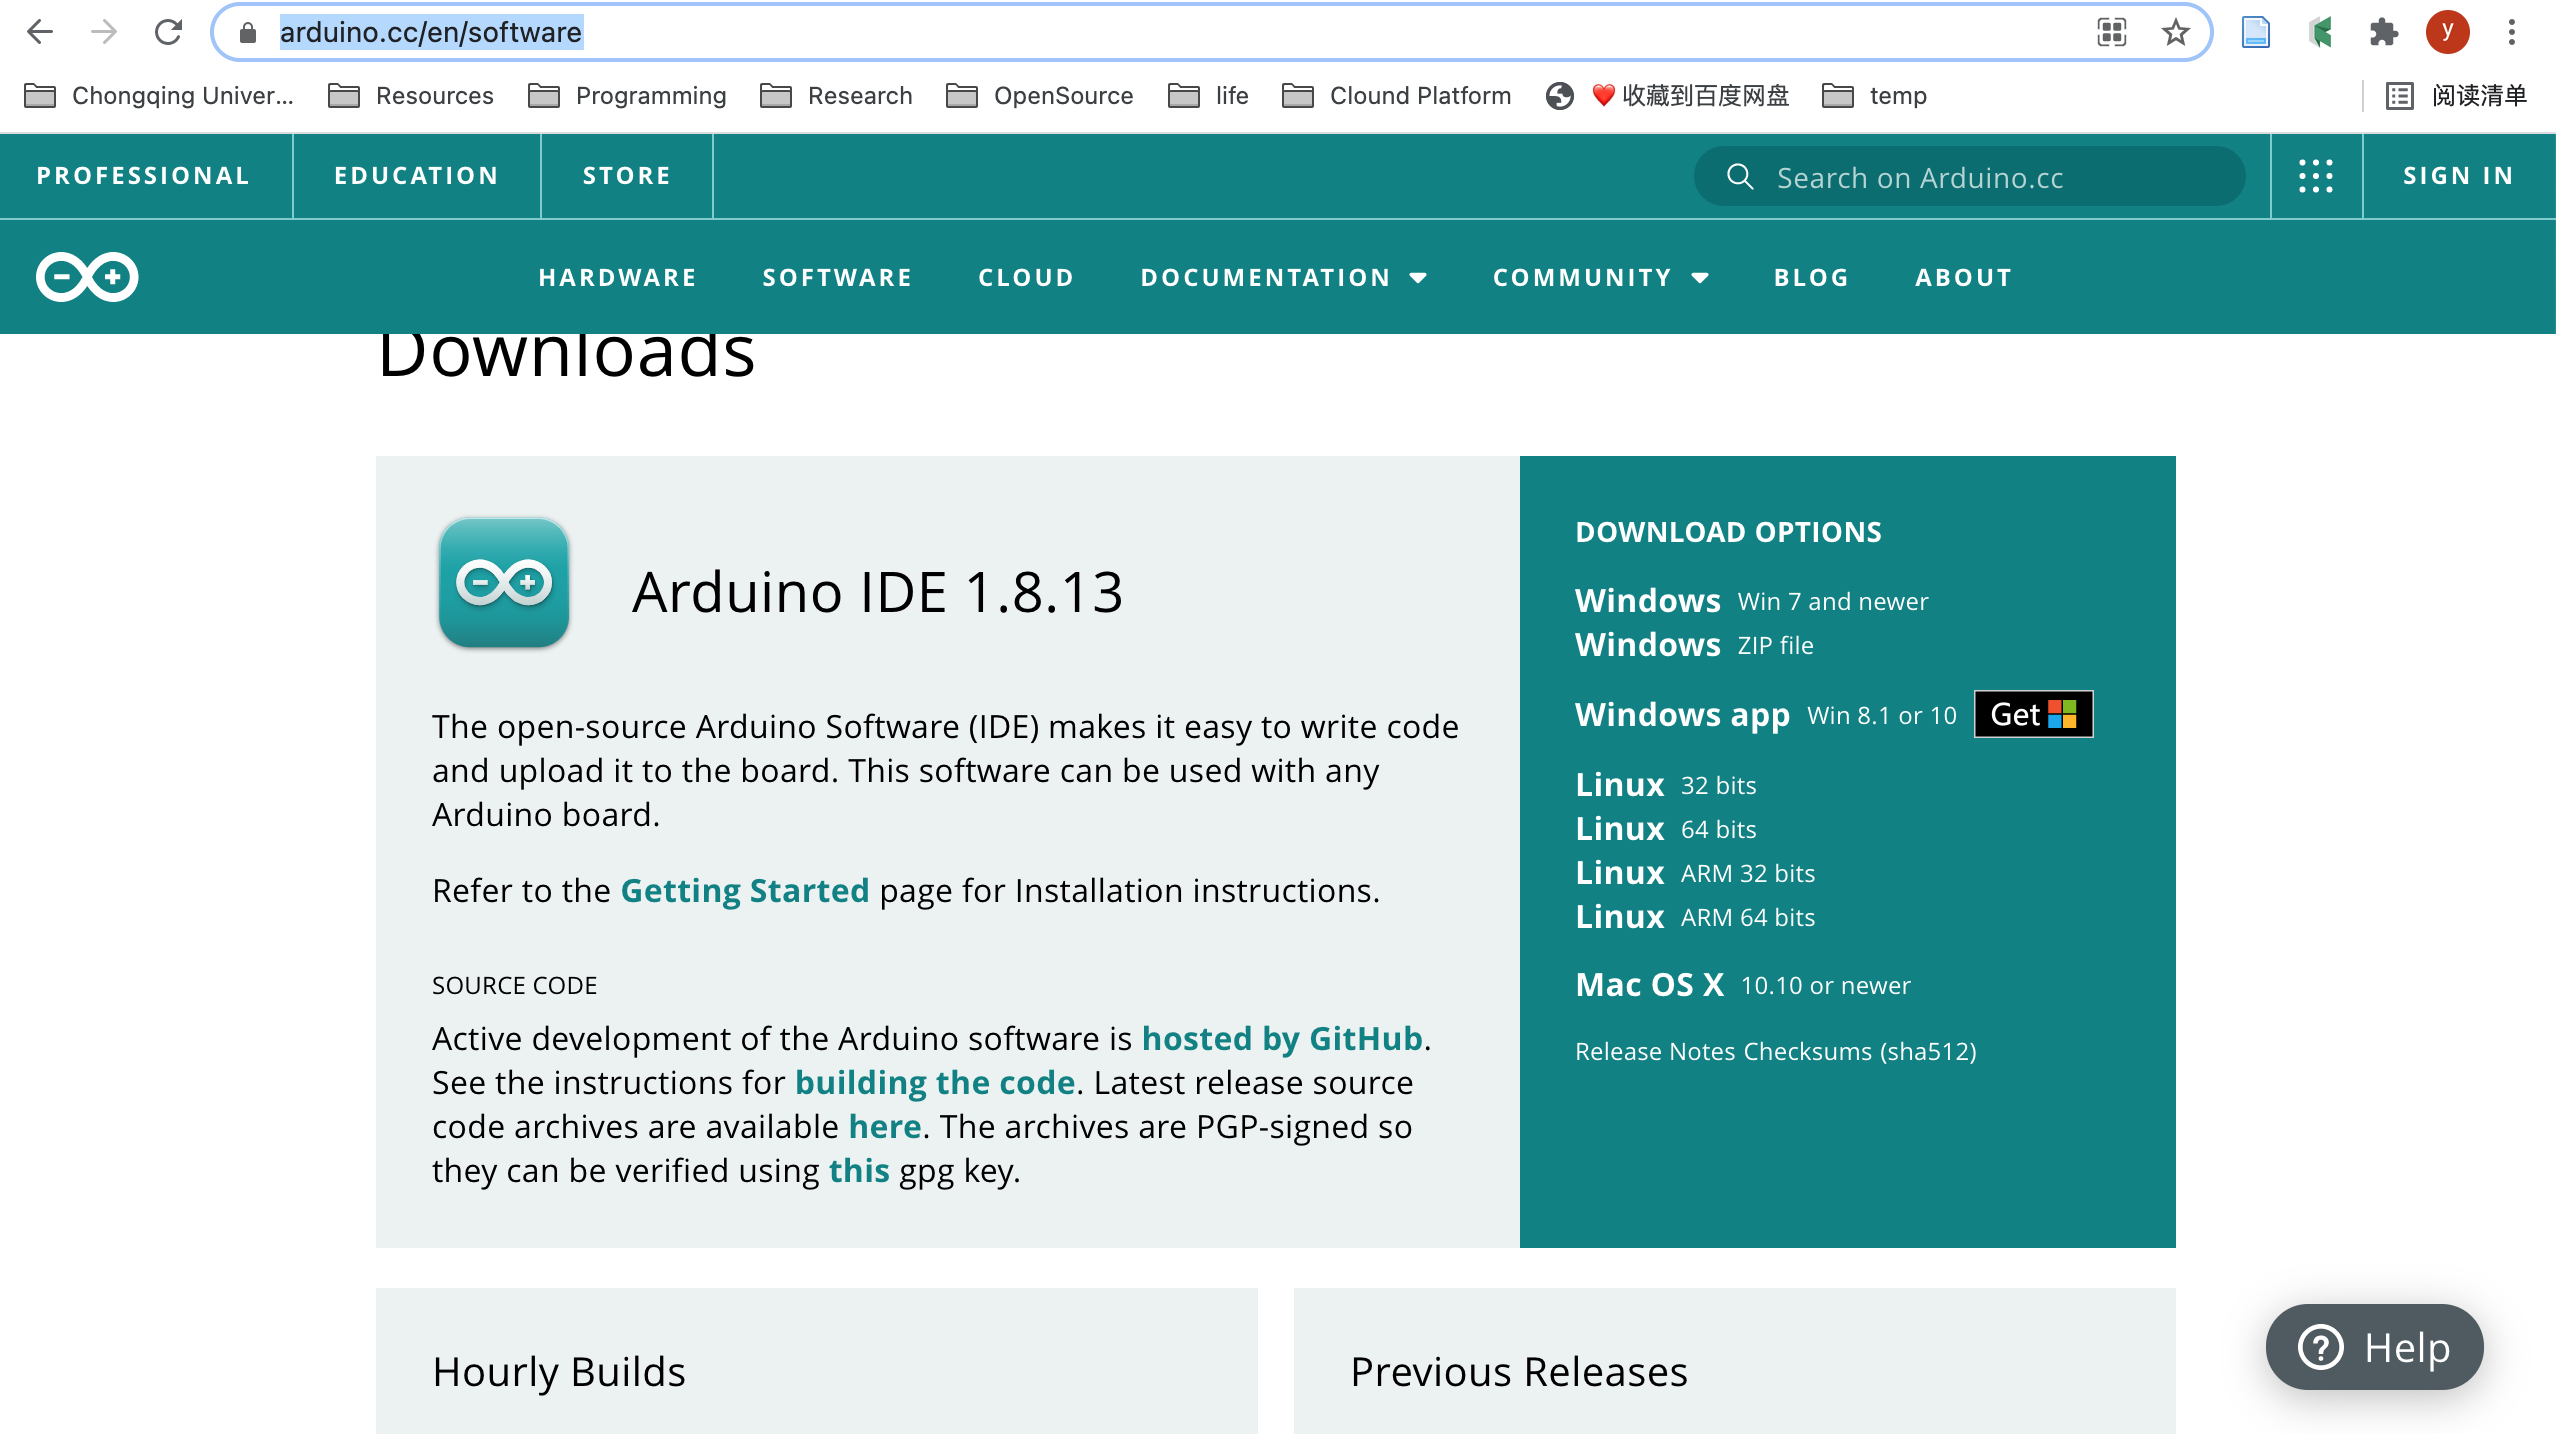 arduino.cc/en/software
y
Chongqing Univer...
Resources
Programming
Research
OpenSource
life
Clound Platform
❤️ 收藏到百度网盘
temp
阅读清单
PROFESSIONAL
EDUCATION
STORE
Search on Arduino.cc
SIGN IN
HARDWARE
SOFTWARE
CLOUD
DOCUMENTATION
COMMUNITY
BLOG
ABOUT
Downloads
Arduino IDE 1.8.13
The open-source Arduino Software (IDE) makes it easy to write code
and upload it to the board. This software can be used with any
Arduino board.
Refer to the Getting Started page for Installation instructions.
SOURCE CODE
Active development of the Arduino software is hosted by GitHub.
See the instructions for building the code. Latest release source
code archives are available here. The archives are PGP-signed so
they can be verified using this gpg key.
DOWNLOAD OPTIONS
Windows Win 7 and newer
Windows ZIP file
Windows app Win 8.1 or 10 Get
Linux 32 bits
Linux 64 bits
Linux ARM 32 bits
Linux ARM 64 bits
Mac OS X 10.10 or newer
Release Notes Checksums (sha512)
Hourly Builds
Previous Releases
Help